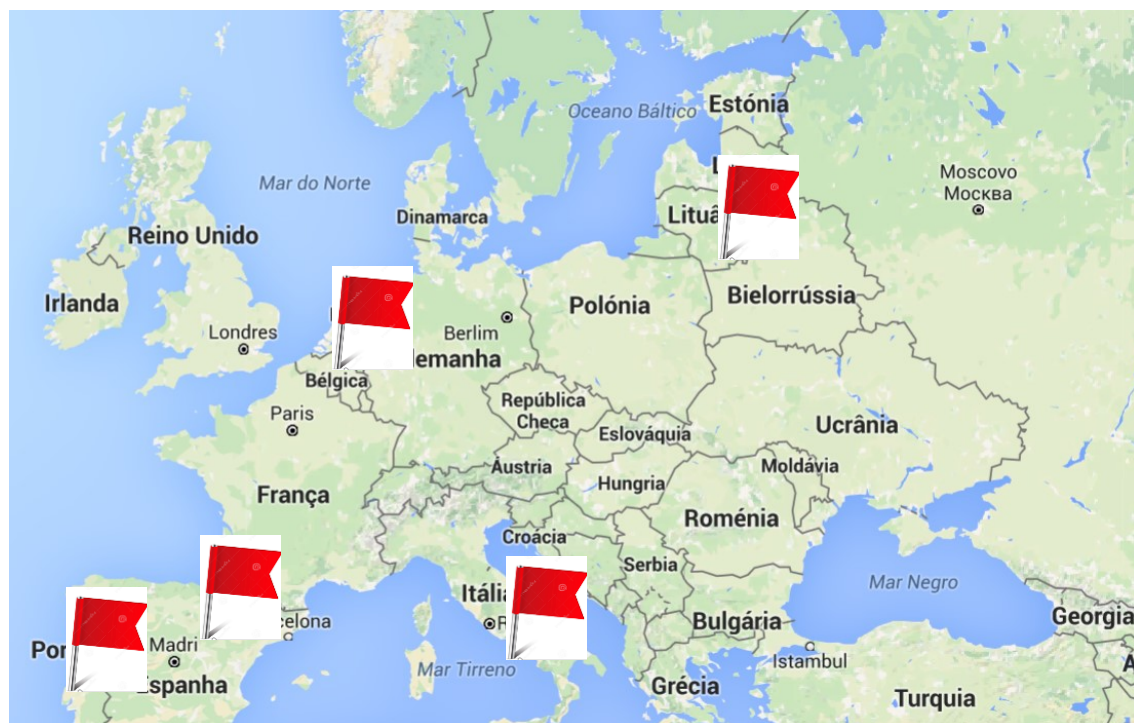 Estónia
Oceano Báltico
Moscovo
Москва
Mar do Norte
Dinamarca
Lituâ
Reino Unido
Irlanda
Polónia
Bielorrússia
Londres
Berlim
emanha
Bélgica
República
Checa
Paris
Ucrânia
Eslováquia
Áustria
Moldávia
Hungria
França
Roménia
Croácia
Serbia
Mar Negro
Itáli
Bulgária
Georgia
celona
Madri
Por
Istambul
Mar Tirreno
Espanha
Grécia
Turquia
A